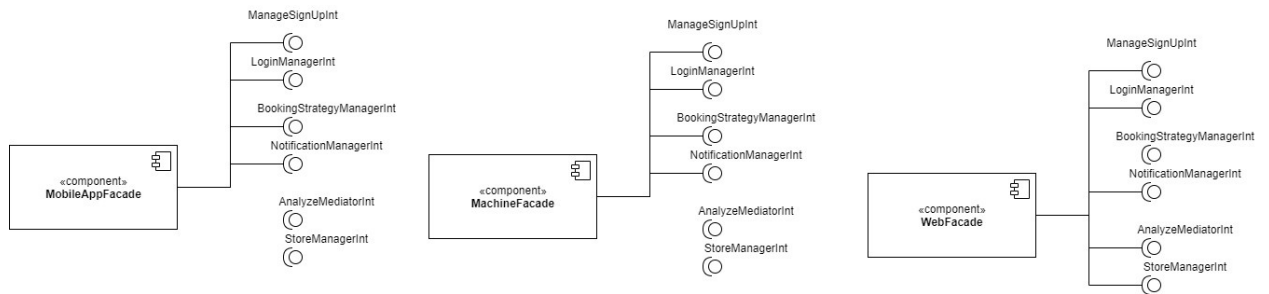 ManageSignUpInt
LoginManagerInt
BookingStrategyManagerInt
NotificationManagerInt
«component»
MobileAppFacade
AnalyzeMediatorInt
StoreManagerInt
ManageSignUpInt
LoginManagerInt
BookingStrategyManagerInt
NotificationManagerInt
«component»
MachineFacade
AnalyzeMediatorInt
StoreManagerInt
ManageSignUpInt
LoginManagerInt
BookingStrategyManagerInt
NotificationManagerInt
«component»
WebFacade
AnalyzeMediatorInt
StoreManagerInt